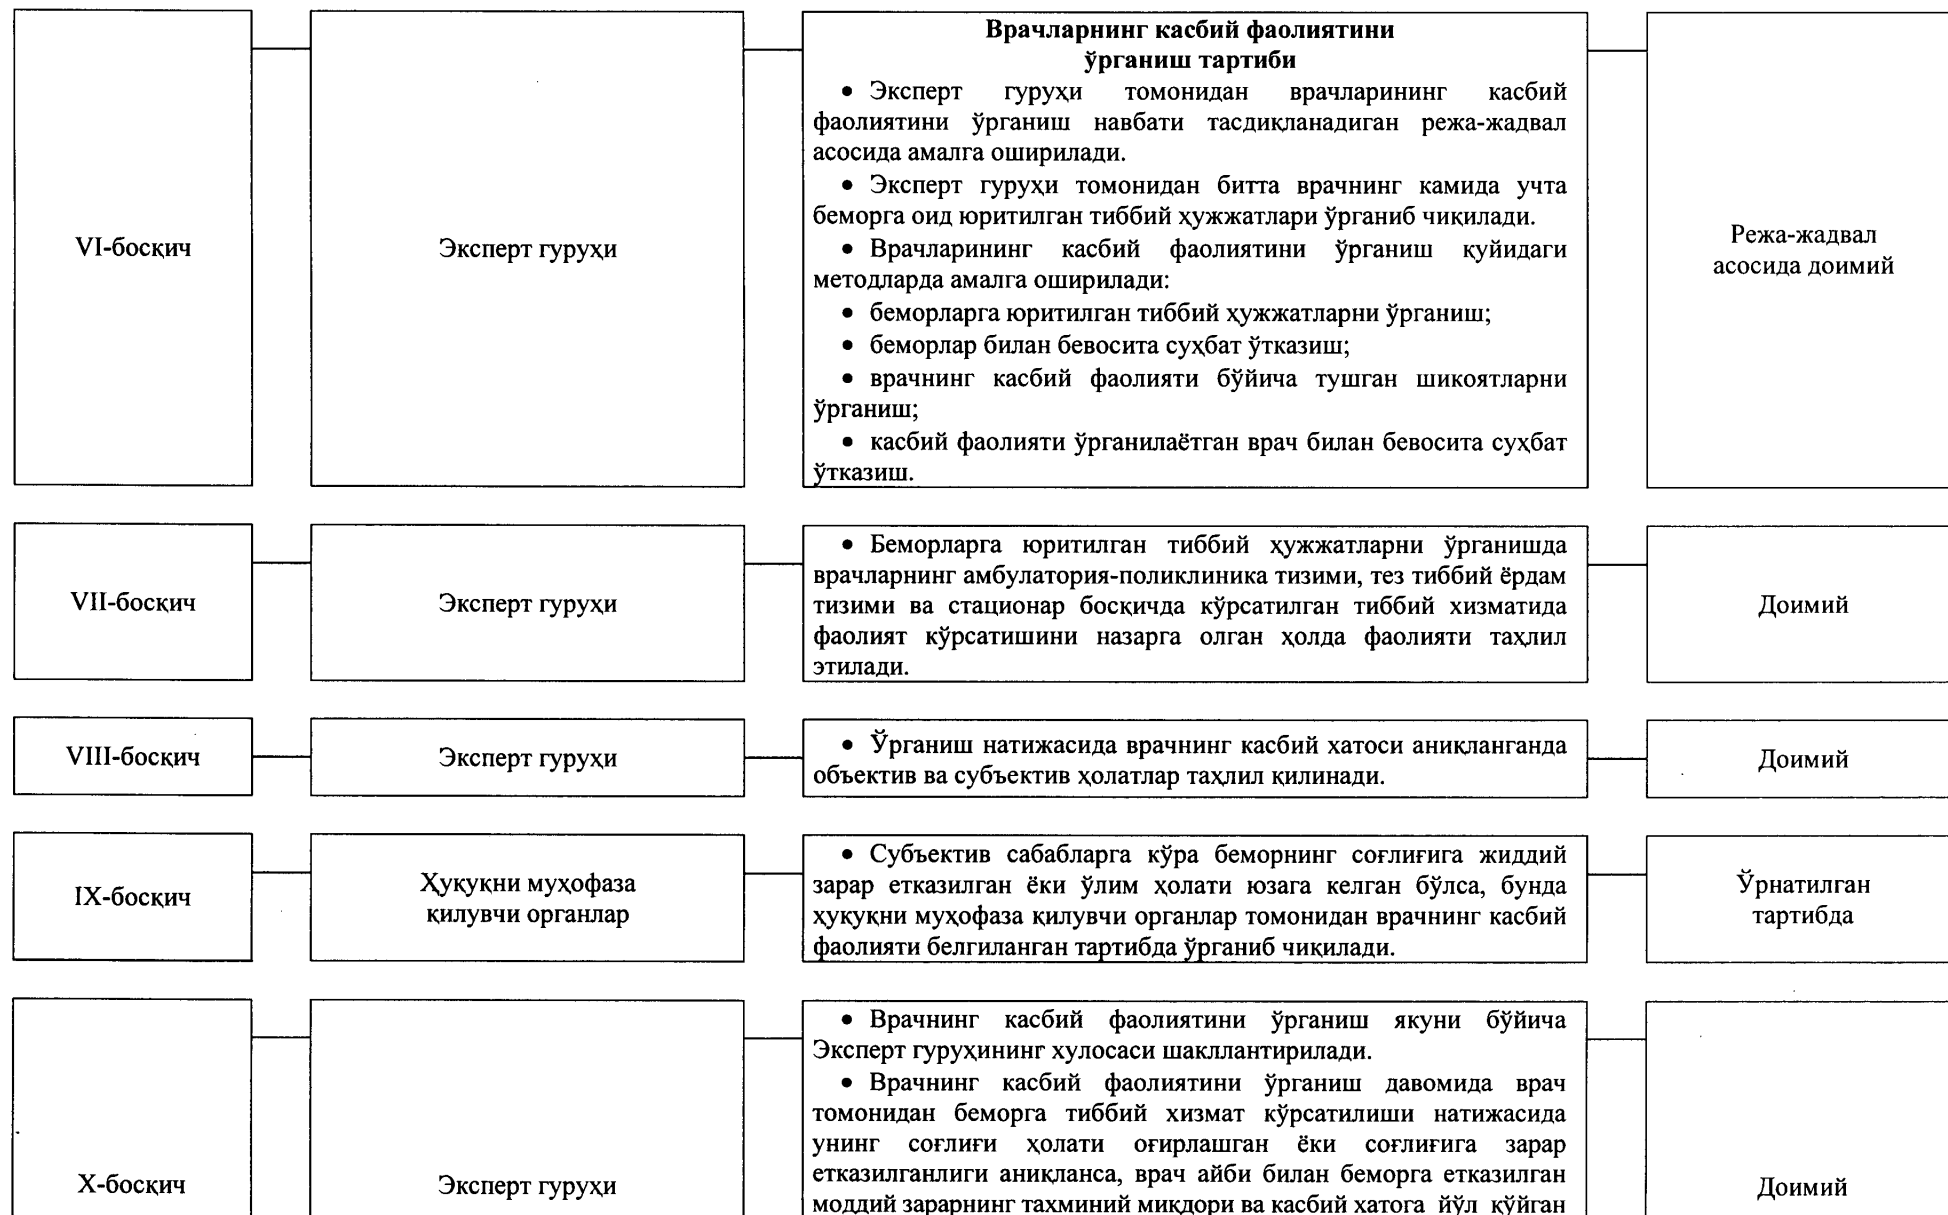 VI-босқич
Эксперт гуруҳи
Врачларнинг касбий фаолиятини
ўрганиш тартиби
• Эксперт гуруҳи томонидан врачларининг касбий
фаолиятини ўрганиш навбати тасдиқланадиган режа-жадвал
асосида амалга оширилади.
• Эксперт гуруҳи томонидан битта врачнинг камида учта
беморга оид юритилган тиббий ҳужжатлари ўрганиб чиқилади.
• Врачларининг касбий фаолиятини ўрганиш қуйидаги
методларда амалга оширилади:
• беморларга юритилган тиббий ҳужжатларни ўрганиш;
• беморлар билан бевосита суҳбат ўтказиш;
• врачнинг касбий фаолияти бўйича тушган шикоятларни
ўрганиш;
• касбий фаолияти ўрганилаётган врач билан бевосита суҳбат
ўтказиш.
Режа-жадвал
асосида доимий
VII-босқич
Эксперт гуруҳи
• Беморларга юритилган тиббий ҳужжатларни ўрганишда
врачларнинг амбулатория-поликлиника тизими, тез тиббий ёрдам
тизими ва стационар босқичда кўрсатилган тиббий хизматида
фаолият кўрсатишини назарга олган ҳолда фаолияти таҳлил
этилади.
Доимий
VIII-босқич
Эксперт гуруҳи
• Ўрганиш натижасида врачнинг касбий хатоси аниқланганда
объектив ва субъектив ҳолатлар таҳлил қилинади.
Доимий
IX-босқич
Ҳуқуқни муҳофаза
қилувчи органлар
• Субъектив сабабларга кўра беморнинг соғлиғига жиддий
зарар етказилган ёки ўлим ҳолати юзага келган бўлса, бунда
ҳуқуқни муҳофаза қилувчи органлар томонидан врачнинг касбий
фаолияти белгиланган тартибда ўрганиб чиқилади.
Ўрнатилган
тартибда
X-босқич
Эксперт гуруҳи
• Врачнинг касбий фаолиятини ўрганиш якуни бўйича
Эксперт гуруҳининг хулосаси шакллантирилади.
• Врачнинг касбий фаолиятини ўрганиш давомида врач
томонидан беморга тиббий хизмат кўрсатилиши натижасида
унинг соғлиғи ҳолати оғирлашган ёки соғлиғига зарар
етказилганлиги аниқланса, врач айби билан беморга етказилган
моддий зарарнинг тахминий миқдори ва касбий хатога йўл қўйган
Доимий